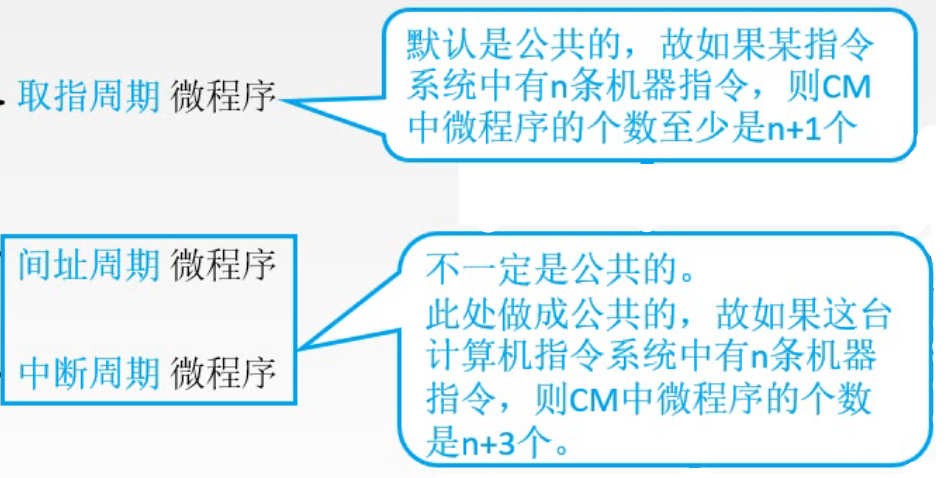 取指周期 微程序
默认是公共的，故如果某指令
系统中有n条机器指令，则CM
中微程序的个数至少是n+1个
间址周期 微程序
中断周期 微程序
不一定是公共的。
此处做成公共的，故如果这台
计算机指令系统中有n条机器
指令，则CM中微程序的个数
是n+3个。